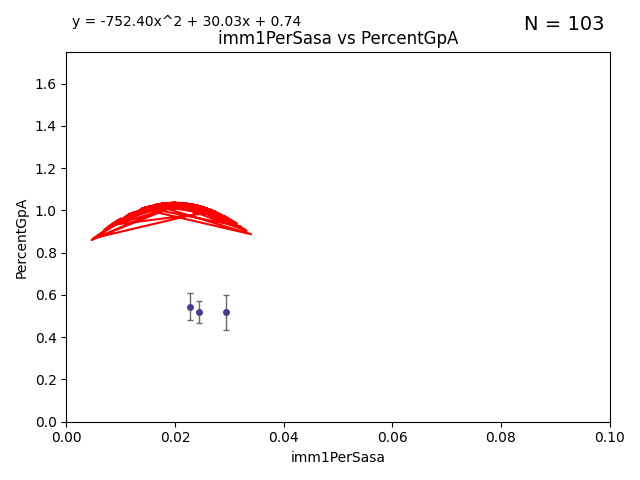 y = -752.40x^2 + 30.03x + 0.74
N = 103
imm1PerSasa vs PercentGpA
1.6
1.4
1.2
1.0
0.8
0.6
0.4
0.2
0.0
PercentGpA
0.00 0.02 0.04 0.06 0.08 0.10
imm1PerSasa